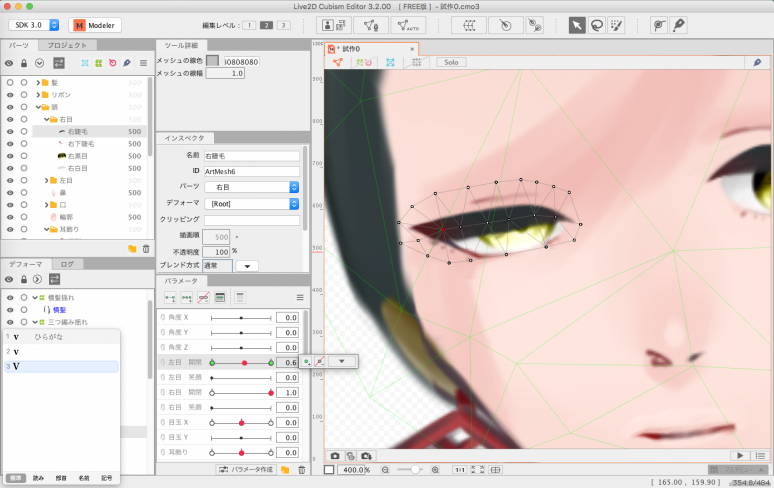 Live2D Cubism Editor 3.2.00 [ FREE版 ] - 試作0.cmo3
SDK 3.0
Modeler
編集レベル： 1 2 3
AUTO
パーツ プロジェクト
髪 500
リボン 500
顔 500
右目 500
右睫毛 500
右下睫毛 500
右黒目 500
右白目 500
左目 500
鼻 500
口 500
輪郭 500
耳飾り 500
デフォーマ ログ
横髪揺れ
横髪
三つ編み揺れ
1 v ひらがな
2 v
3 V
標準 読み 部首 名前 記号
ツール詳細
メッシュの線色 80808080
メッシュの線幅 1.0
インスペクタ
名前 右睫毛
ID ArtMesh6
パーツ 右目
デフォーマ [Root]
クリッピング
描画順 500
不透明度 100 %
ブレンド方式 通常
パラメータ
角度 X 0.0
角度 Y 0.0
角度 Z 0.0
左目 開閉 0.6
左目 笑顔 0.0
右目 開閉 1.0
右目 笑顔 0.0
目玉 X 0.0
目玉 Y 0.0
耳飾り 0.0
パラメータ作成
* 試作0
Solo
1000
900
800
700
600
500
400
300
200
100
0
400.0 %
1:1
[ 165.00 , 159.90 ]
354.8/484